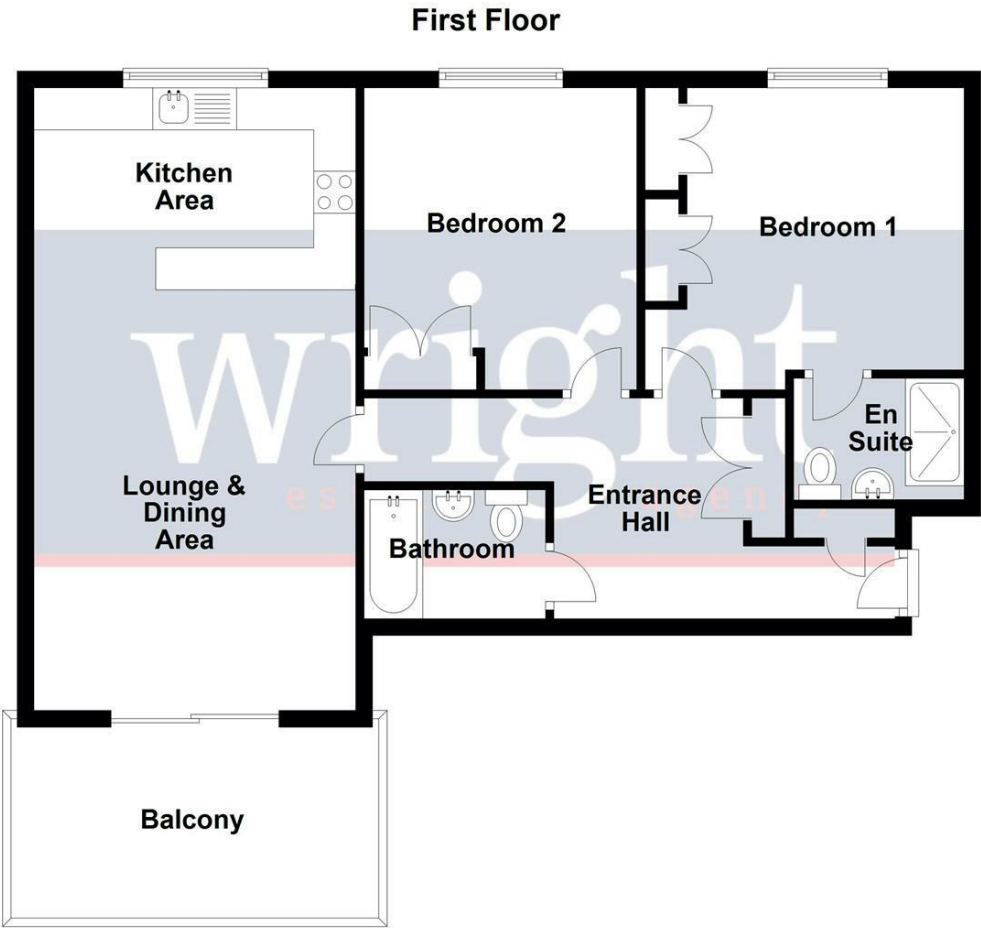 First Floor
Kitchen
Area
Bedroom 2
Bedroom 1
wright
En
Suite
Lounge &
Dining
Area
Entrance
Hall
Bathroom
Balcony